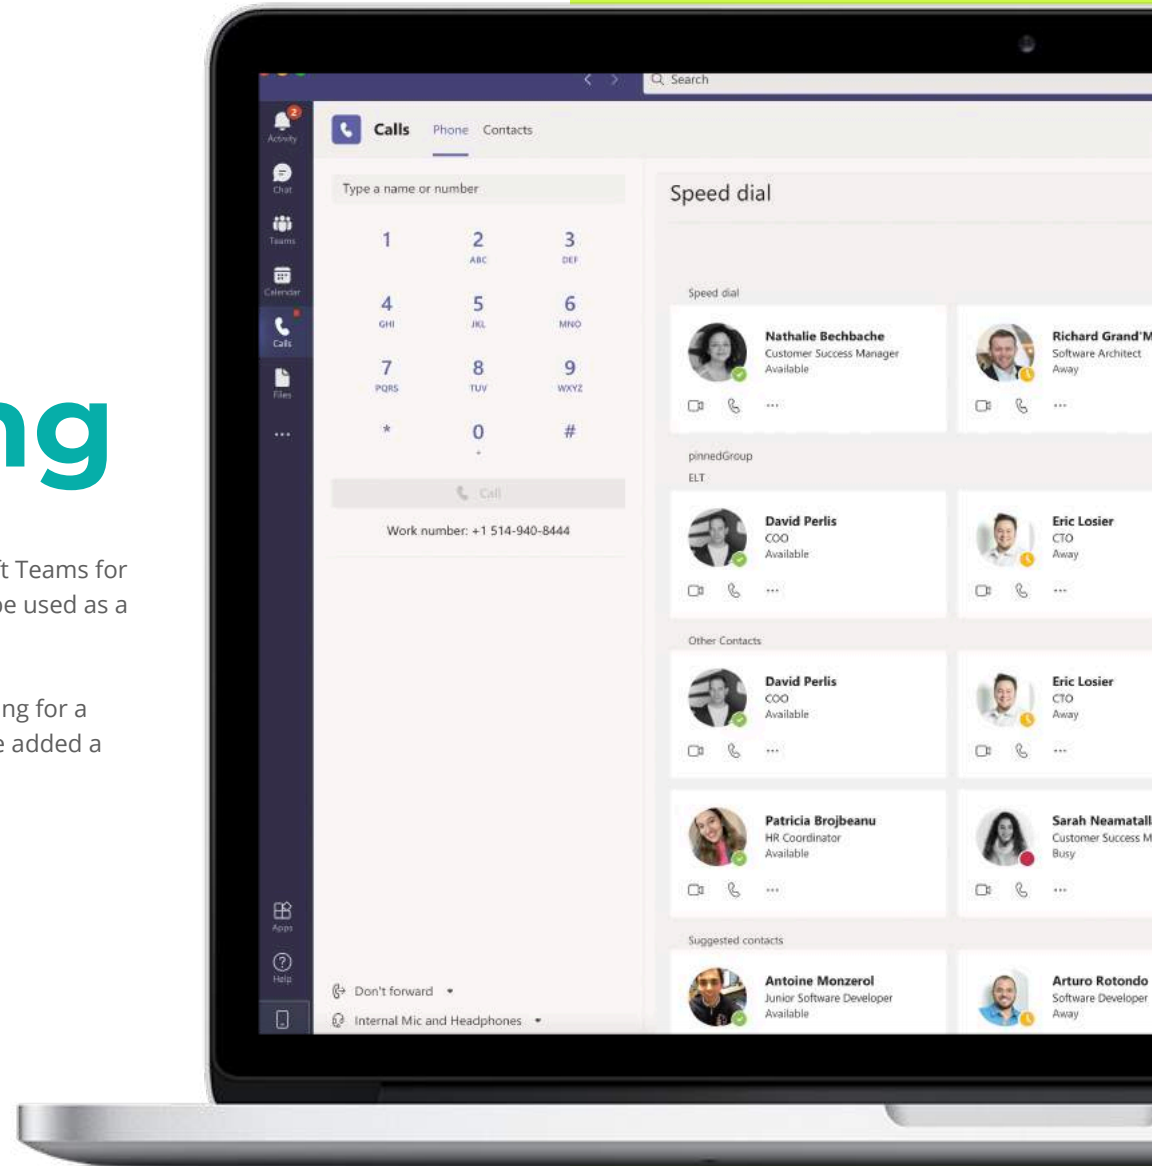 ng
ft Teams for
be used as a
ng for a
e added a
Search
2
Activity
Chat
Teams
Calendar
Calls
Files
Apps
Help
Calls Phone Contacts
Type a name or number
1 2 3
ABC DEF
4 5 6
GHI JKL MNO
7 8 9
PQRS TUV WXYZ
* 0 #
+
Call
Work number: +1 514-940-8444
Don't forward
Internal Mic and Headphones
Speed dial
Speed dial
Nathalie Bechbache
Customer Success Manager
Available
Richard Grand'M
Software Architect
Away
pinnedGroup
ELT
David Perlis
COO
Available
Eric Losier
CTO
Away
Other Contacts
David Perlis
COO
Available
Eric Losier
CTO
Away
Patricia Brojbeanu
HR Coordinator
Available
Sarah Neamatall
Customer Success M
Busy
Suggested contacts
Antoine Monzerol
Junior Software Developer
Available
Arturo Rotondo
Software Developer
Away